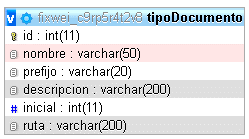 v fixwei_c9rp5r4t2v8 tipoDocumento
id : int(11)
nombre : varchar(50)
prefijo : varchar(20)
descripcion : varchar(200)
# inicial : int(11)
ruta : varchar(200)